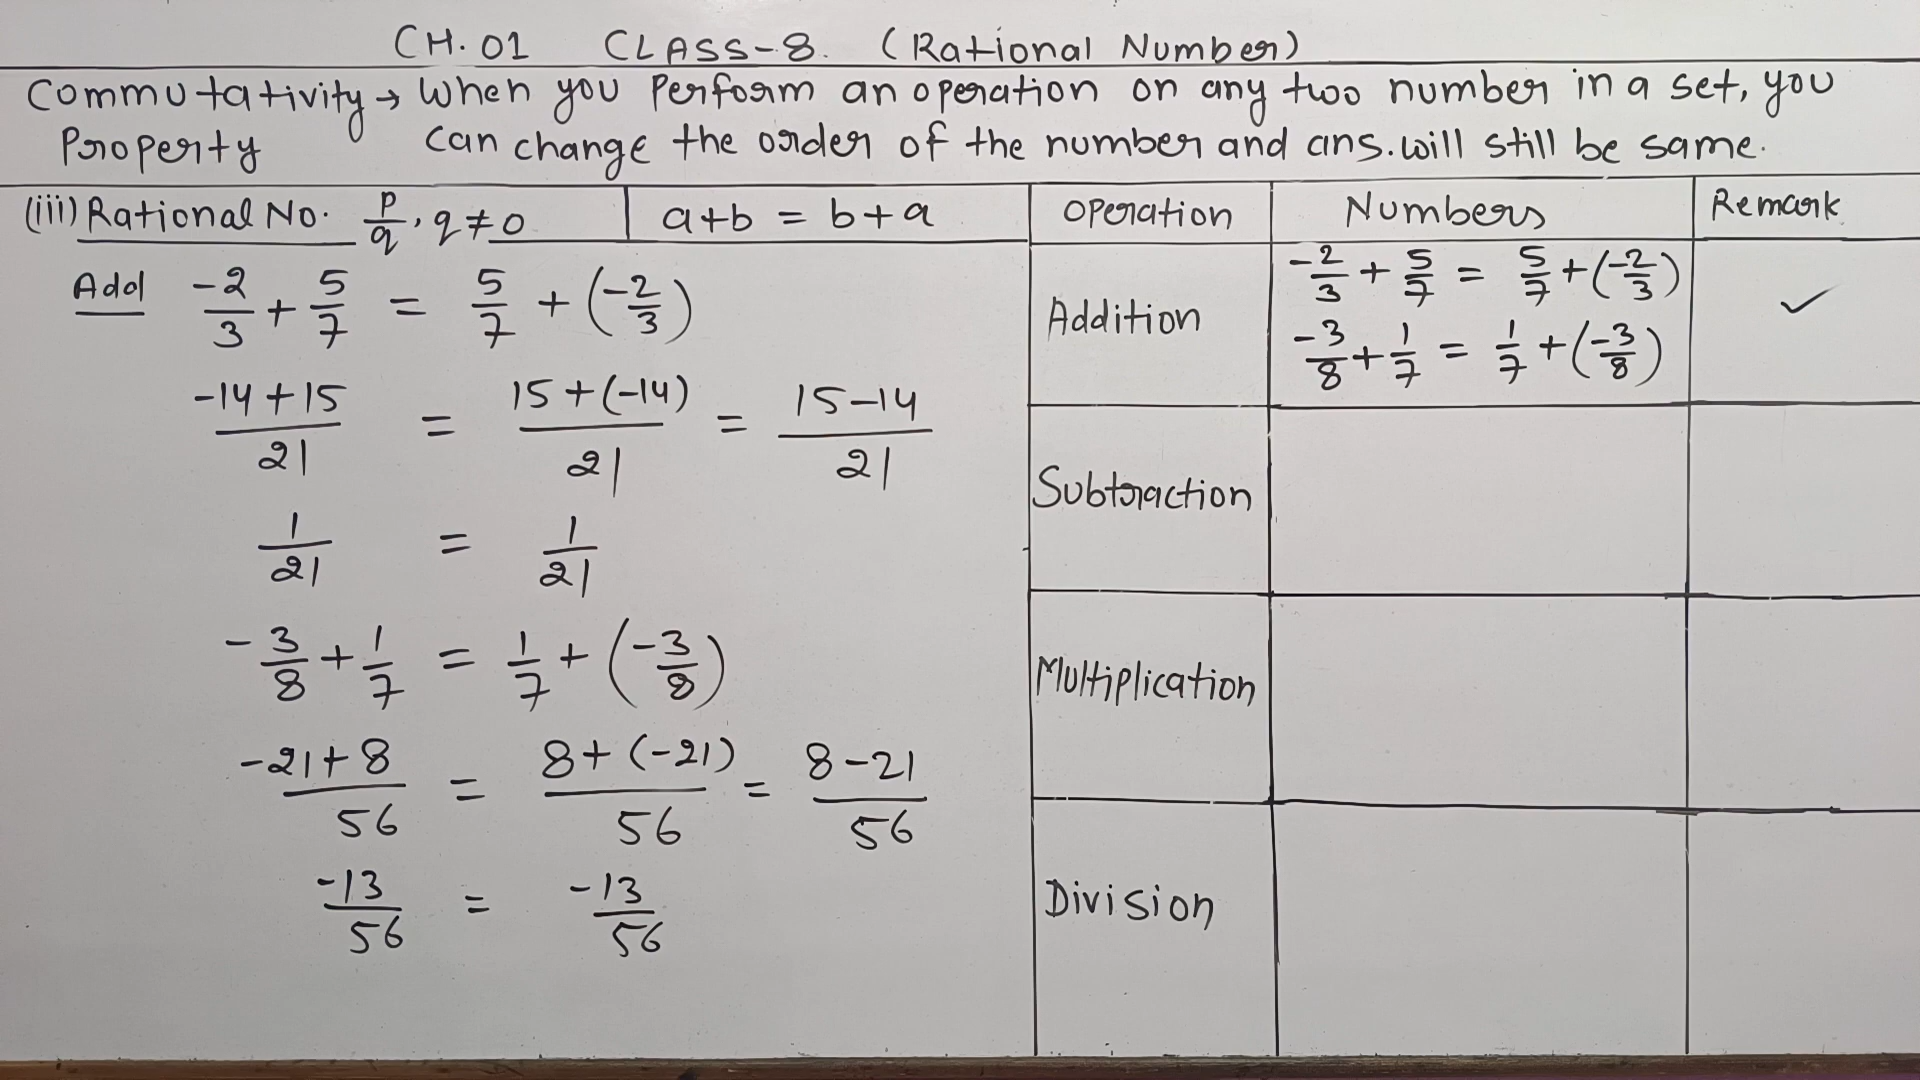 CH.01 CLASS-8. (Rational Number)
Commutativity → When you Perform an operation on any two number in a set, you
Property can change the order of the number and ans. will still be same.
(iii) Rational No. p/q, q≠0 | a+b = b+a
Operation | Numbers | Remark
Add -2/3 + 5/7 = 5/7 + (-2/3)
-14+15/21 = 15+(-14)/21 = 15-14/21
1/21 = 1/21
-3/8 + 1/7 = 1/7 + (-3/8)
-21+8/56 = 8+(-21)/56 = 8-21/56
-13/56 = -13/56
Addition | -2/3 + 5/7 = 5/7 + (-2/3) | ✓
-3/8 + 1/7 = 1/7 + (-3/8)
Subtraction
Multiplication
Division